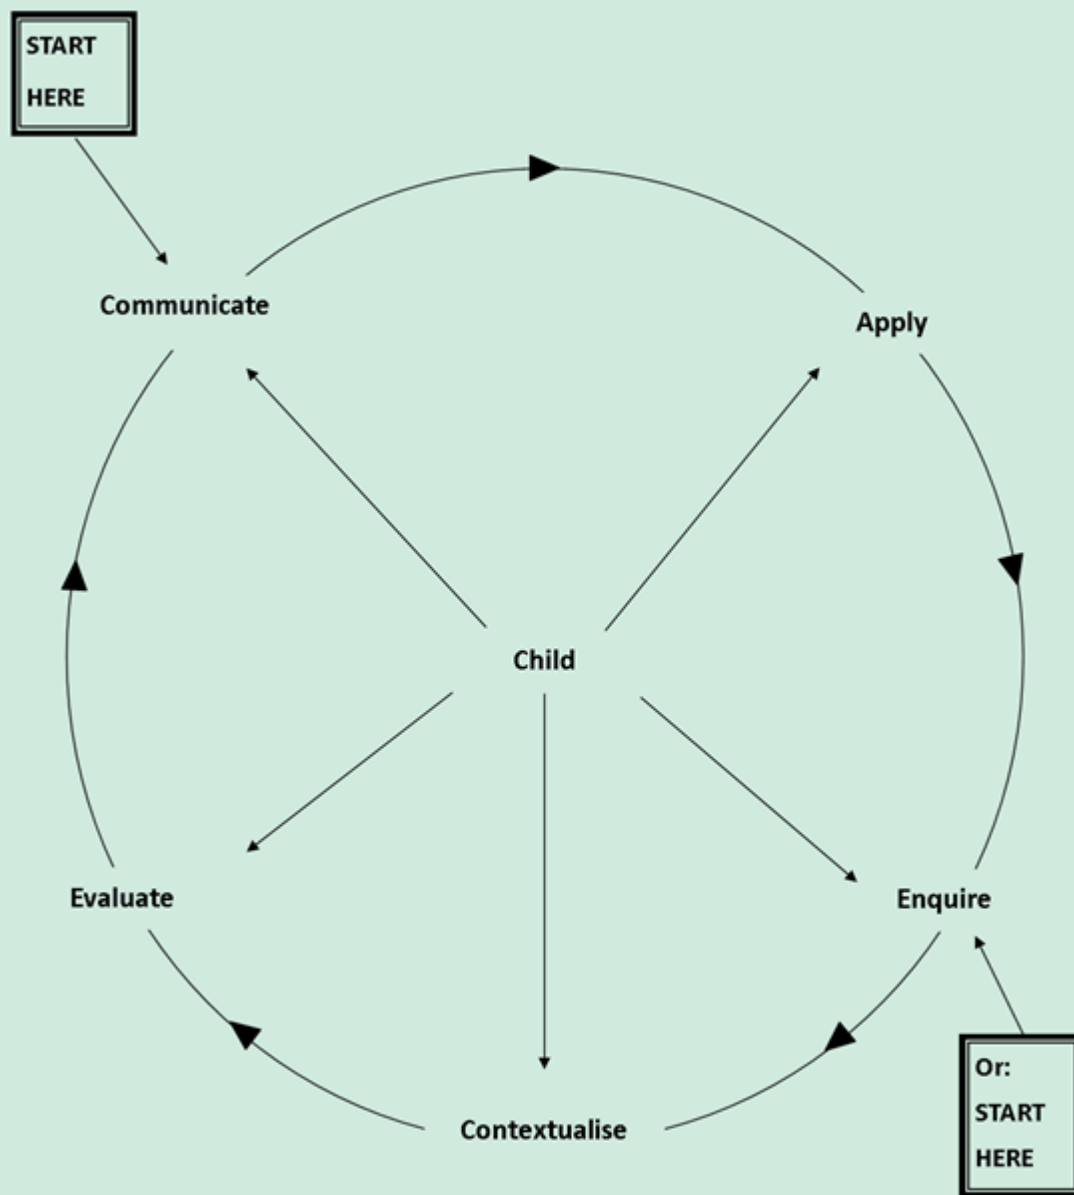 START
HERE
Communicate
Apply
Child
Evaluate
Enquire
Contextualise
Or:
START
HERE